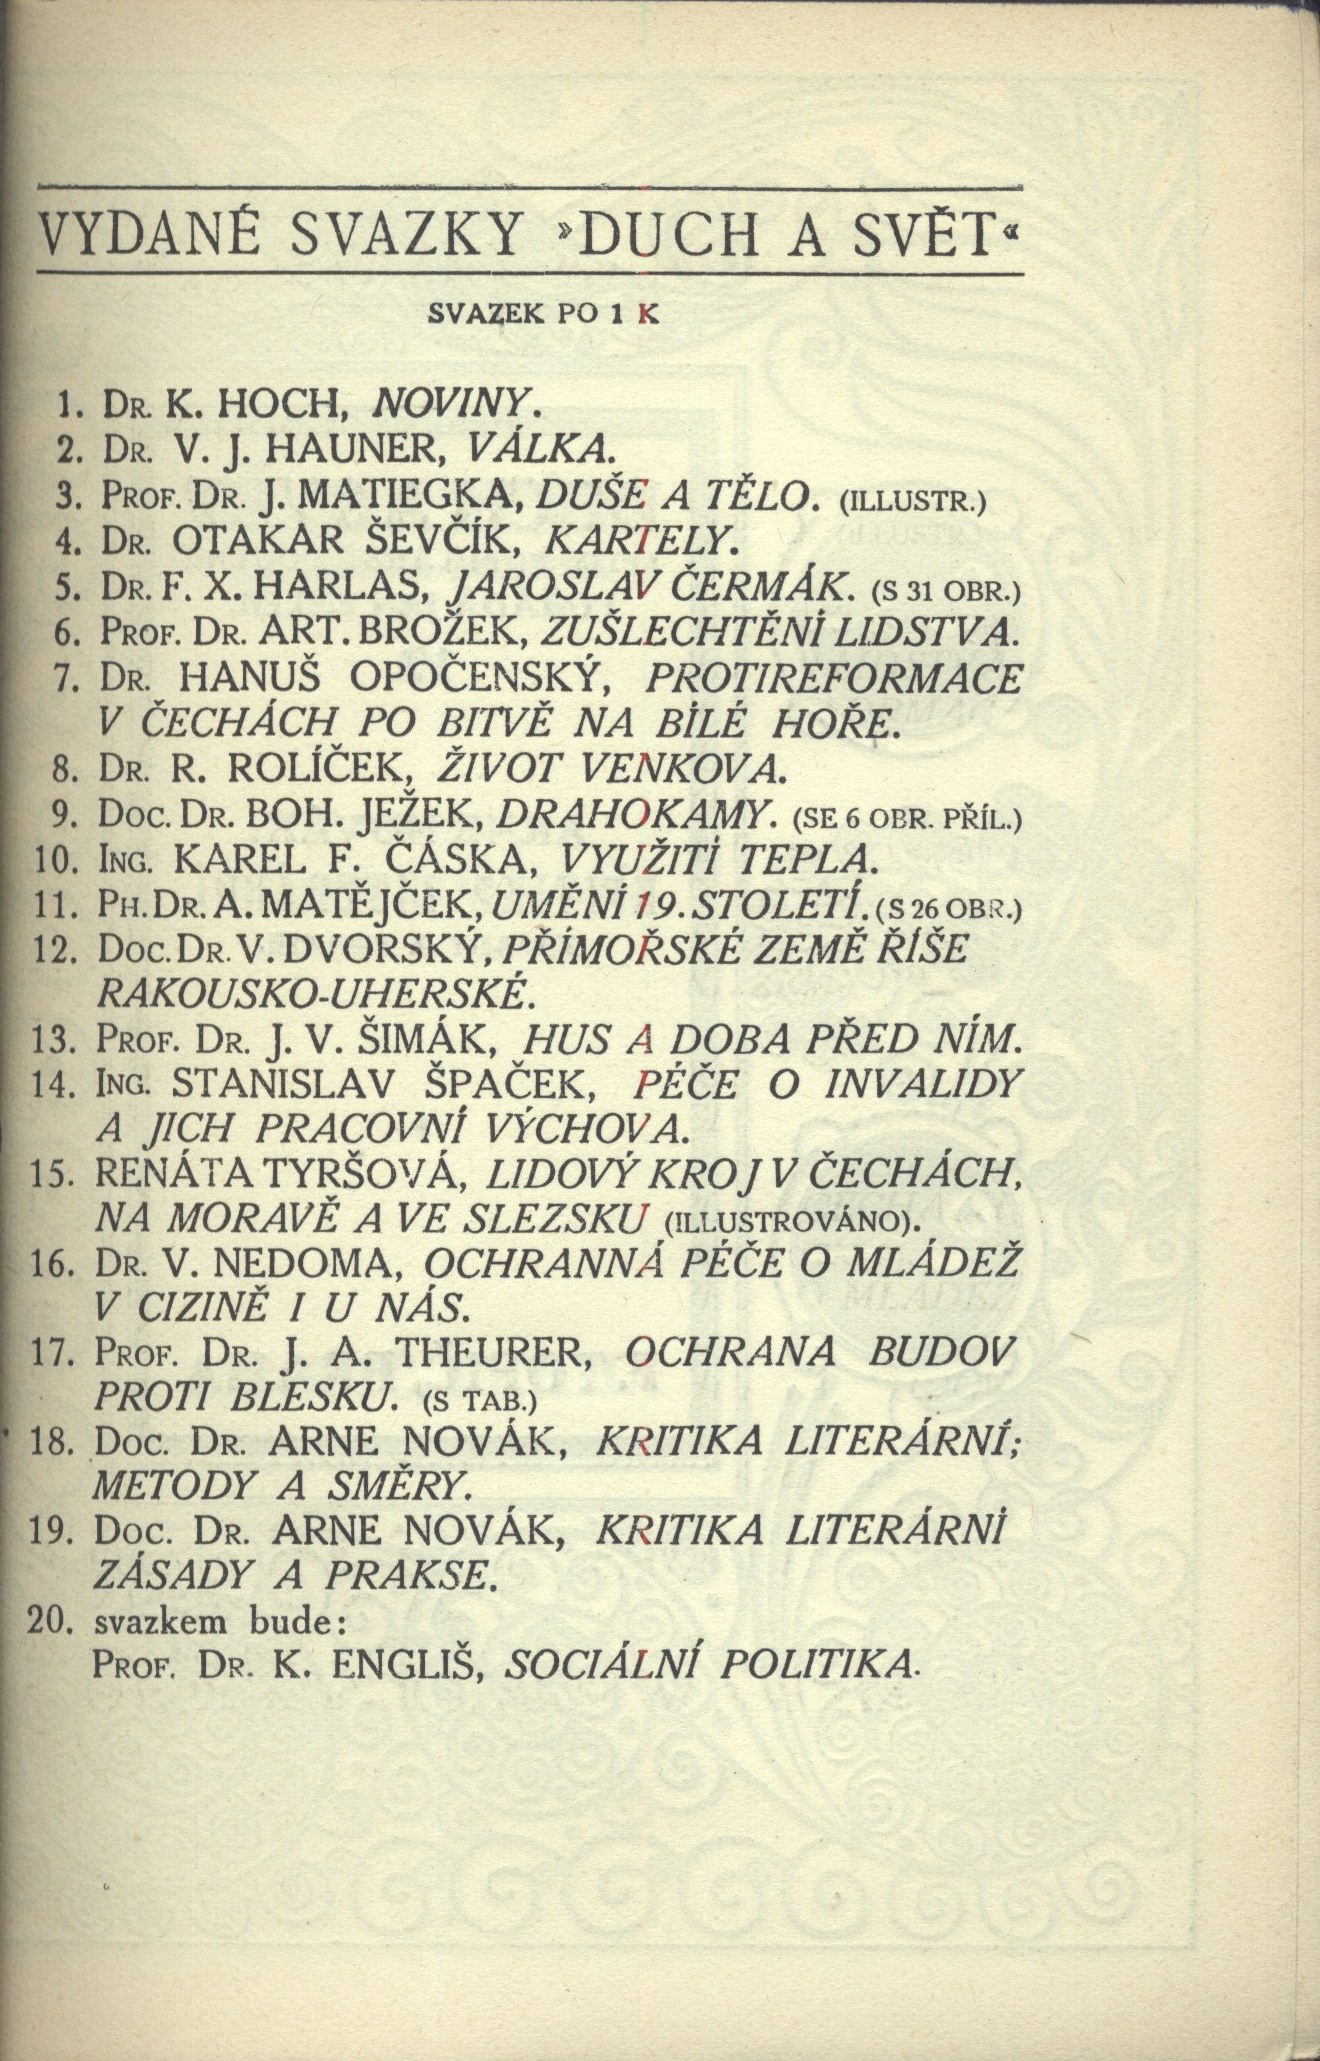 VYDANÉ SVAZKY »DUCH A SVĚT«
SVAZEK PO 1 K
1. DR. K. HOCH, NOVINY.
2. DR. V. J. HAUNER, VÁLKA.
3. PROF. DR. J. MATIEGKA, DUŠE A TĚLO. (ILLUSTR.)
4. DR. OTAKAR ŠEVČÍK, KARTELY.
5. DR. F. X. HARLAS, JAROSLAV ČERMÁK. (S 31 OBR.)
6. PROF. DR. ART. BROŽEK, ZUŠLECHTĚNÍ LIDSTVA.
7. DR. HANUŠ OPOČENSKÝ, PROTIREFORMACE
V ČECHÁCH PO BITVĚ NA BÍLÉ HOŘE.
8. DR. R. ROLÍČEK, ŽIVOT VENKOVA.
9. DOC. DR. BOH. JEŽEK, DRAHOKAMY. (SE 6 OBR. PŘÍL.)
10. ING. KAREL F. ČÁSKA, VYUŽITÍ TEPLA.
11. PH. DR. A. MATĚJČEK, UMĚNÍ 19. STOLETÍ. (S 26 OBR.)
12. DOC. DR. V. DVORSKÝ, PŘÍMOŘSKÉ ZEMĚ ŘÍŠE
RAKOUSKO-UHERSKÉ.
13. PROF. DR. J. V. ŠIMÁK, HUS A DOBA PŘED NÍM.
14. ING. STANISLAV ŠPAČEK, PÉČE O INVALIDY
A JICH PRACOVNÍ VÝCHOVA.
15. RENÁTA TYRŠOVÁ, LIDOVÝ KROJ V ČECHÁCH,
NA MORAVĚ A VE SLEZSKU (ILLUSTROVÁNO).
16. DR. V. NEDOMA, OCHRANNÁ PÉČE O MLÁDEŽ
V CIZINĚ I U NÁS.
17. PROF. DR. J. A. THEURER, OCHRANA BUDOV
PROTI BLESKU. (S TAB.)
18. DOC. DR. ARNE NOVÁK, KRITIKA LITERÁRNÍ;
METODY A SMĚRY.
19. DOC. DR. ARNE NOVÁK, KRITIKA LITERÁRNÍ
ZÁSADY A PRAKSE.
20. svazkem bude:
PROF. DR. K. ENGLIŠ, SOCIÁLNÍ POLITIKA.